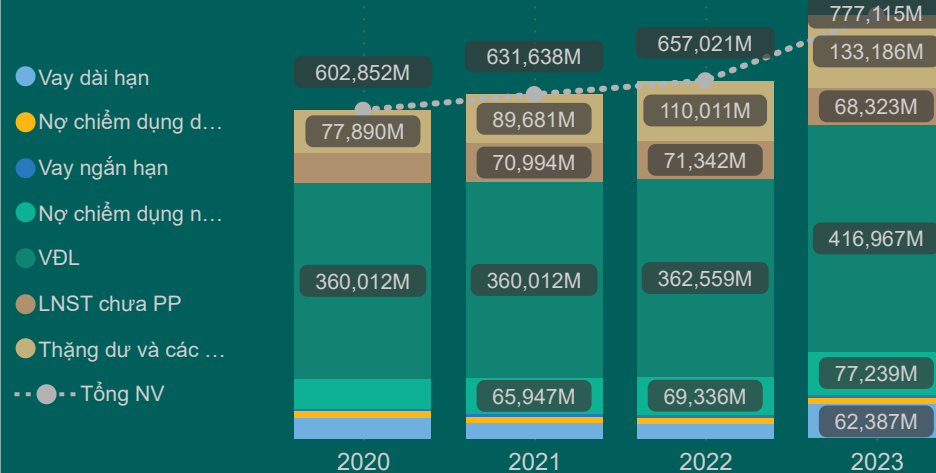 Vay dài hạn
Nợ chiếm dụng d…
Vay ngắn hạn
Nợ chiếm dụng n…
VĐL
LNST chưa PP
Thặng dư và các …
Tổng NV
602,852M
77,890M
360,012M
2020
631,638M
89,681M
70,994M
360,012M
65,947M
2021
657,021M
110,011M
71,342M
362,559M
69,336M
2022
777,115M
133,186M
68,323M
416,967M
77,239M
62,387M
2023